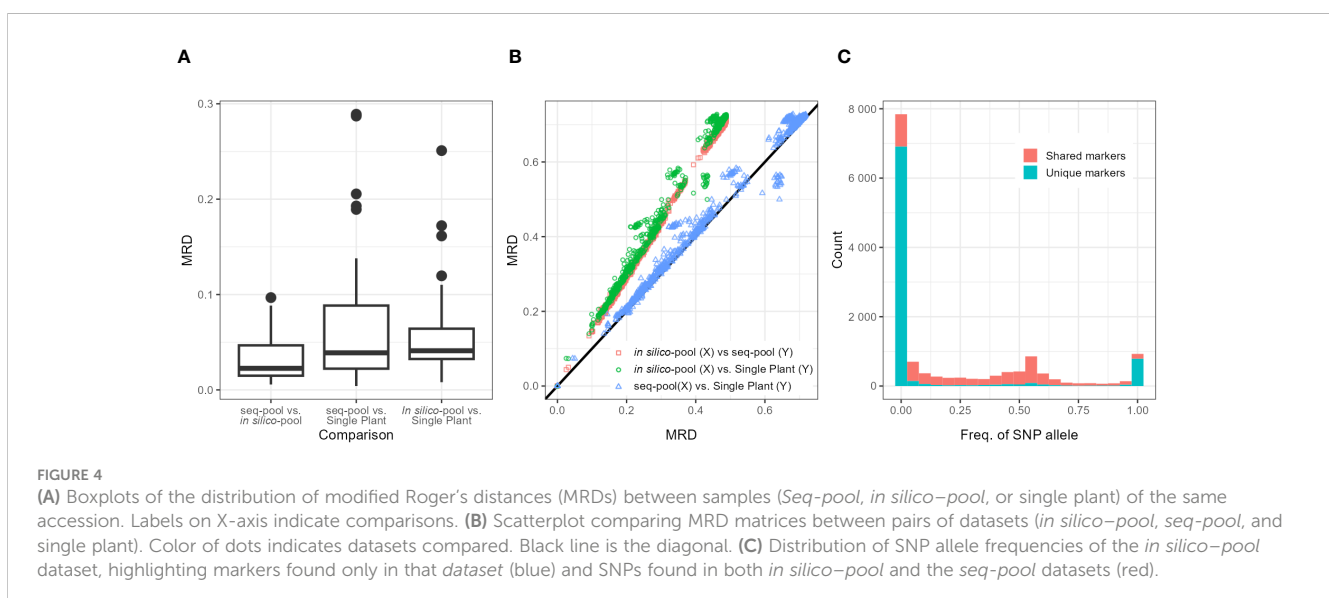 A
B
C
0.3
0.2
0.1
0.0
MRD
seq-pool vs.
in silico-pool
seq-pool vs.
Single Plant
In silico-pool vs.
Single Plant
Comparison
0.6
0.4
0.2
0.0
MRD
in silico-pool (X) vs seq-pool (Y)
in silico-pool (X) vs. Single Plant (Y)
seq-pool(X) vs. Single Plant (Y)
0.0
0.2
0.4
0.6
MRD
8 000
6 000
4 000
2 000
0
Count
Shared markers
Unique markers
0.00
0.25
0.50
0.75
1.00
Freq. of SNP allele
FIGURE 4
(A) Boxplots of the distribution of modified Roger's distances (MRDs) between samples (Seq-pool, in silico–pool, or single plant) of the same
accession. Labels on X-axis indicate comparisons. (B) Scatterplot comparing MRD matrices between pairs of datasets (in silico–pool, seq-pool, and
single plant). Color of dots indicates datasets compared. Black line is the diagonal. (C) Distribution of SNP allele frequencies of the in silico–pool
dataset, highlighting markers found only in that dataset (blue) and SNPs found in both in silico–pool and the seq-pool datasets (red).